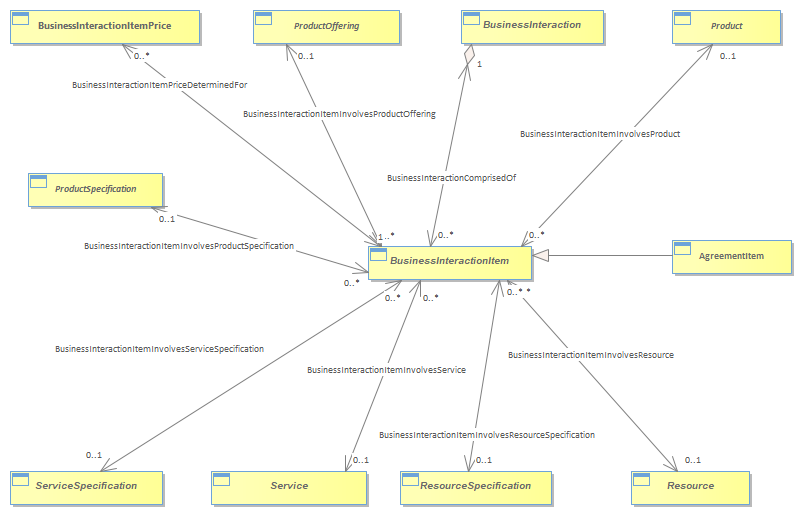 BusinessInteractionItemPrice
ProductOffering
BusinessInteraction
Product
0..*
0..1
1
0..1
BusinessInteractionItemPriceDeterminedFor
BusinessInteractionItemInvolvesProductOffering
BusinessInteractionItemInvolvesProduct
BusinessInteractionComprisedOf
ProductSpecification
0..1
1..*
0..*
0..*
BusinessInteractionItemInvolvesProductSpecification
BusinessInteractionItem
AgreementItem
0..*
0..*
0..*
0..* *
BusinessInteractionItemInvolvesServiceSpecification
BusinessInteractionItemInvolvesResource
BusinessInteractionItemInvolvesService
BusinessInteractionItemInvolvesResourceSpecification
0..1
0..1
0..1
0..1
ServiceSpecification
Service
ResourceSpecification
Resource